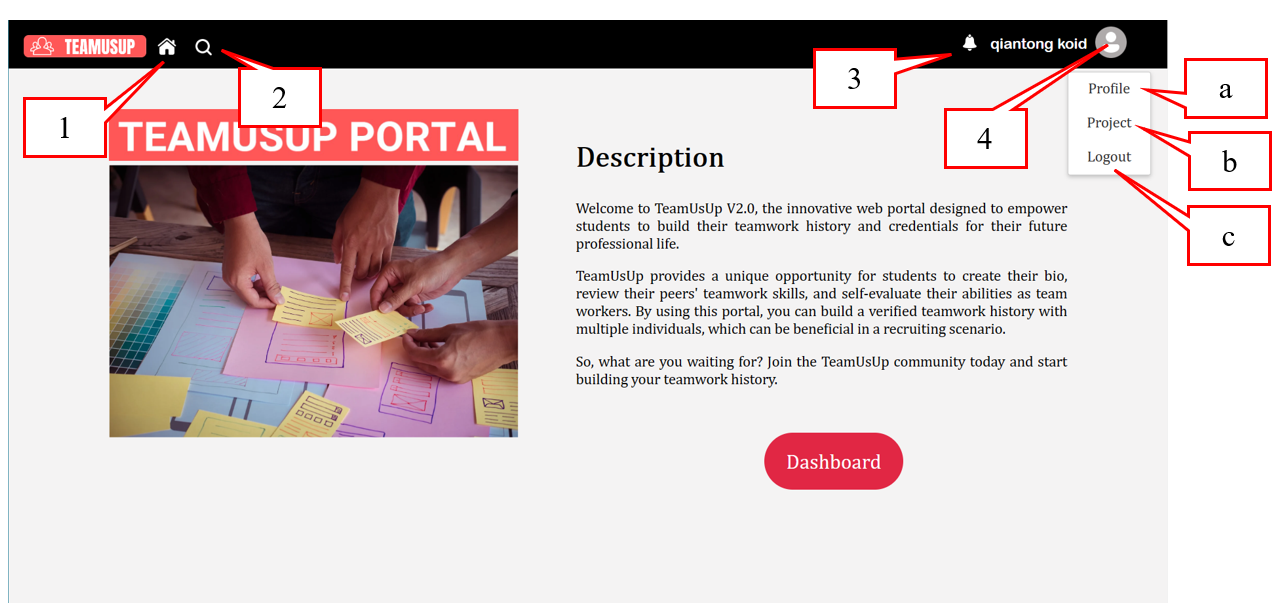 TEAMUSUP
qiantong koid
1
2
3
4
Profile
Project
Logout
a
b
c
TEAMUSUP PORTAL
Description
Welcome to TeamUsUp V2.0, the innovative web portal designed to empower
students to build their teamwork history and credentials for their future
professional life.
TeamUsUp provides a unique opportunity for students to create their bio,
review their peers' teamwork skills, and self-evaluate their abilities as team
workers. By using this portal, you can build a verified teamwork history with
multiple individuals, which can be beneficial in a recruiting scenario.
So, what are you waiting for? Join the TeamUsUp community today and start
building your teamwork history.
Dashboard